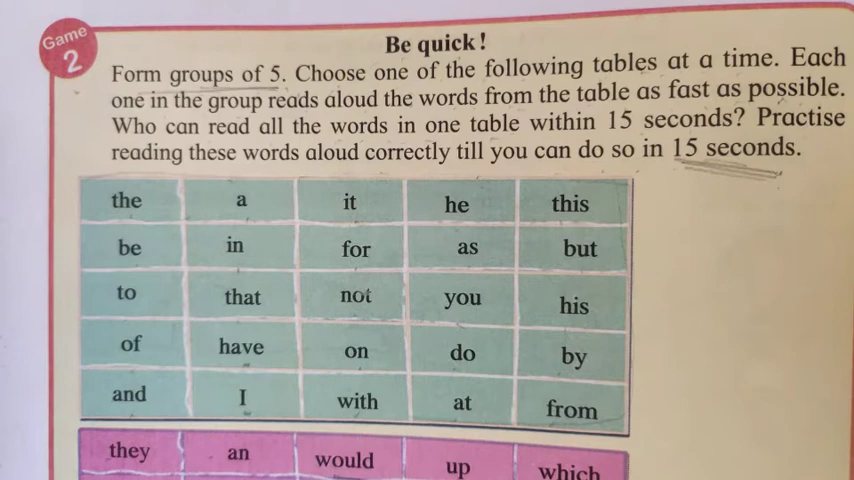 Game
2
Be quick!
Form groups of 5. Choose one of the following tables at a time. Each
one in the group reads aloud the words from the table as fast as possible.
Who can read all the words in one table within 15 seconds? Practise
reading these words aloud correctly till you can do so in 15 seconds.
the a it he this
be in for as but
to that not you his
of have on do by
and I with at from
they an would up which